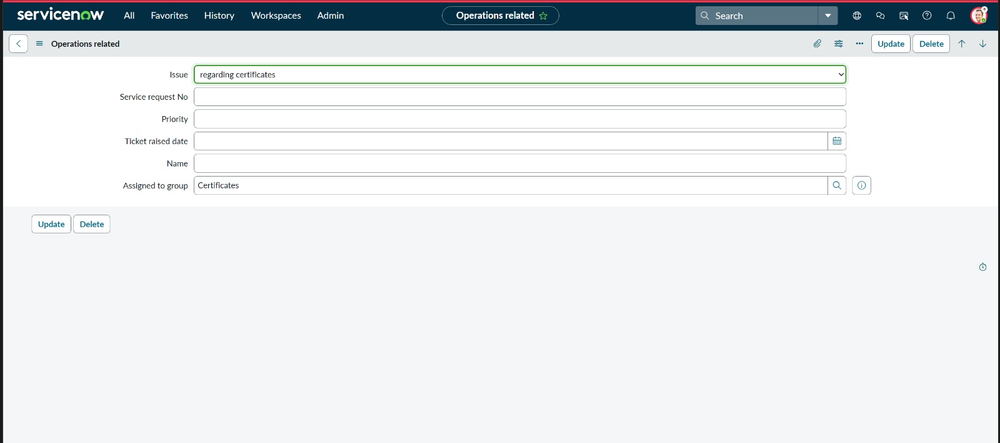 servicenow All Favorites History Workspaces Admin Operations related Search
Operations related Update Delete
Issue regarding certificates
Service request No
Priority
Ticket raised date
Name
Assigned to group Certificates
Update Delete